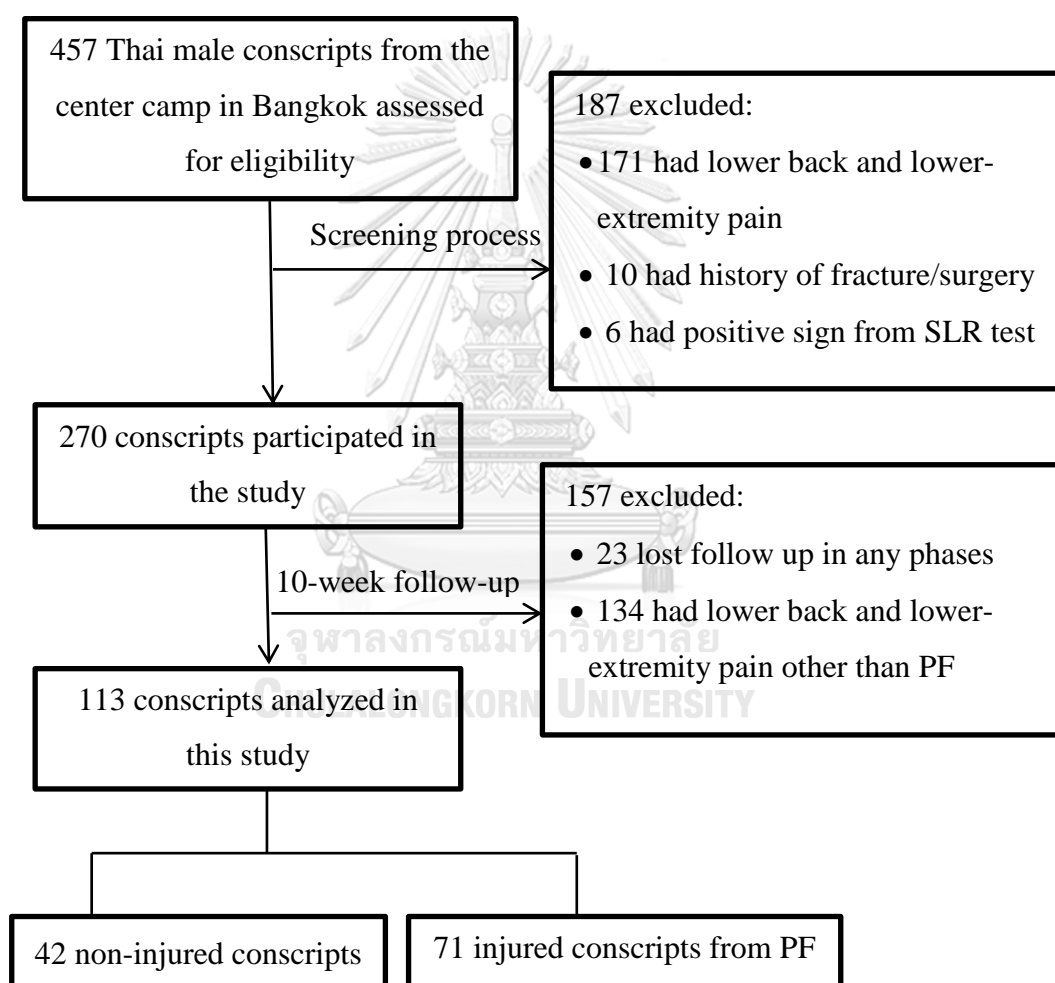 457 Thai male conscripts from the
center camp in Bangkok assessed
for eligibility
187 excluded:
•171 had lower back and lower-
extremity pain
• 10 had history of fracture/surgery
• 6 had positive sign from SLR test
Screening process
270 conscripts participated in
the study
157 excluded:
• 23 lost follow up in any phases
• 134 had lower back and lower-
extremity pain other than PF
10-week follow-up
จุฬาลงกรณ์มหาวิทยาลัย
CHULALONGKORN UNIVERSITY
113 conscripts analyzed in
this study
42 non-injured conscripts
71 injured conscripts from PF